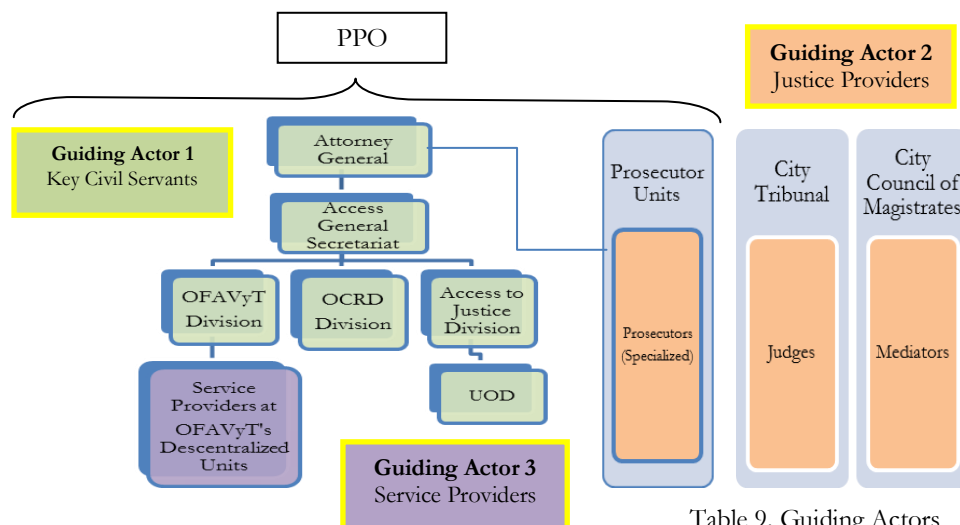 PPO
Guiding Actor 2
Justice Providers
Guiding Actor 1
Key Civil Servants
Attorney
General
Access
General
Secretariat
OFAVyT
Division
OCRD
Division
Access to
Justice
Division
Service
Providers at
OFAVyT's
Descentralized
Units
UOD
Guiding Actor 3
Service Providers
Prosecutor
Units
Prosecutors
(Specialized)
City
Tribunal
Judges
City
Council of
Magistrates
Mediators
Table 9. Guiding Actors